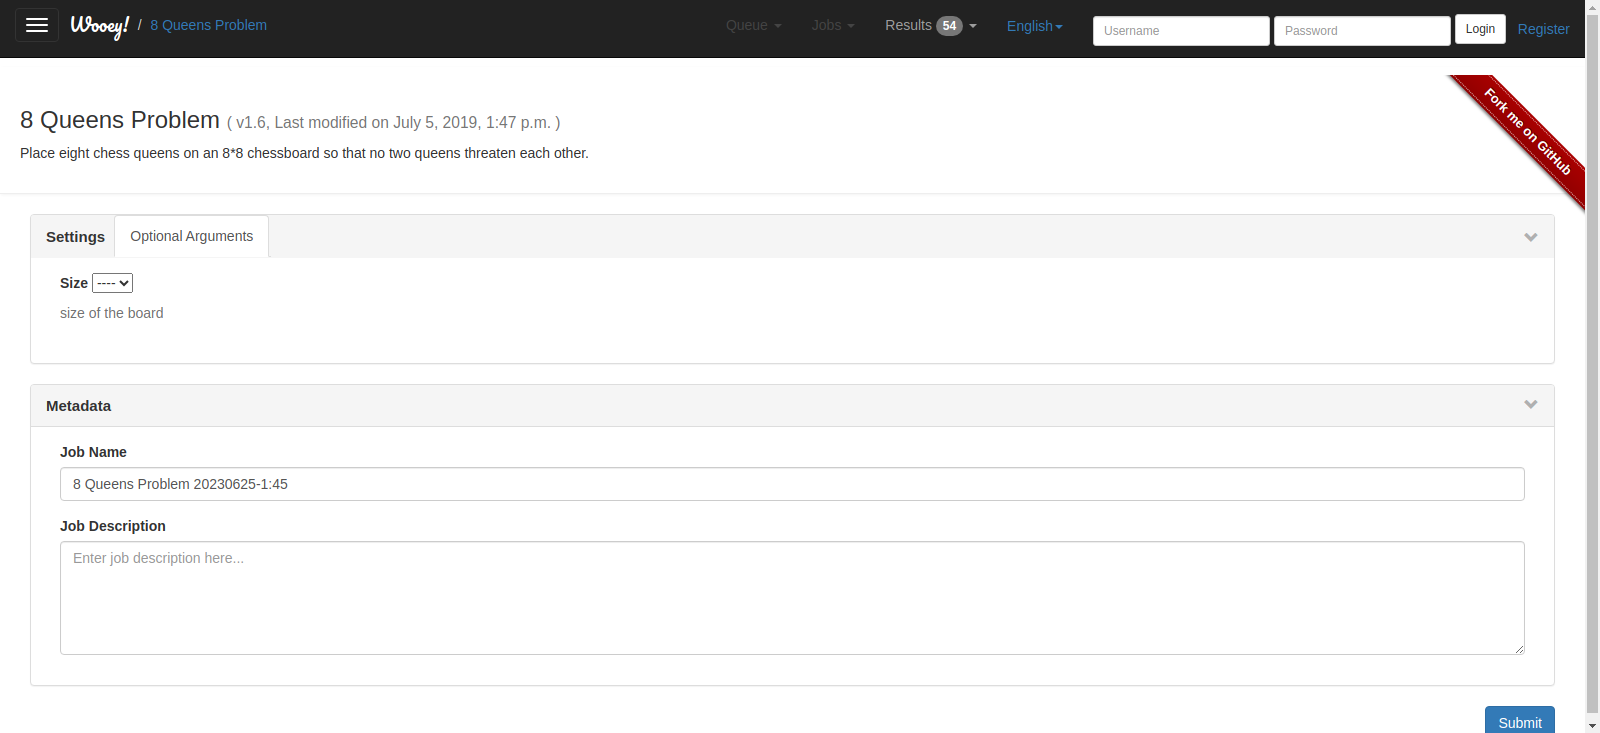 Wooey! / 8 Queens Problem Queue Jobs Results 54 English Username Password Login Register
Fork me on GitHub
8 Queens Problem ( v1.6, Last modified on July 5, 2019, 1:47 p.m. )
Place eight chess queens on an 8*8 chessboard so that no two queens threaten each other.
Settings Optional Arguments
Size ----
size of the board
Metadata
Job Name
8 Queens Problem 20230625-1:45
Job Description
Enter job description here...
Submit